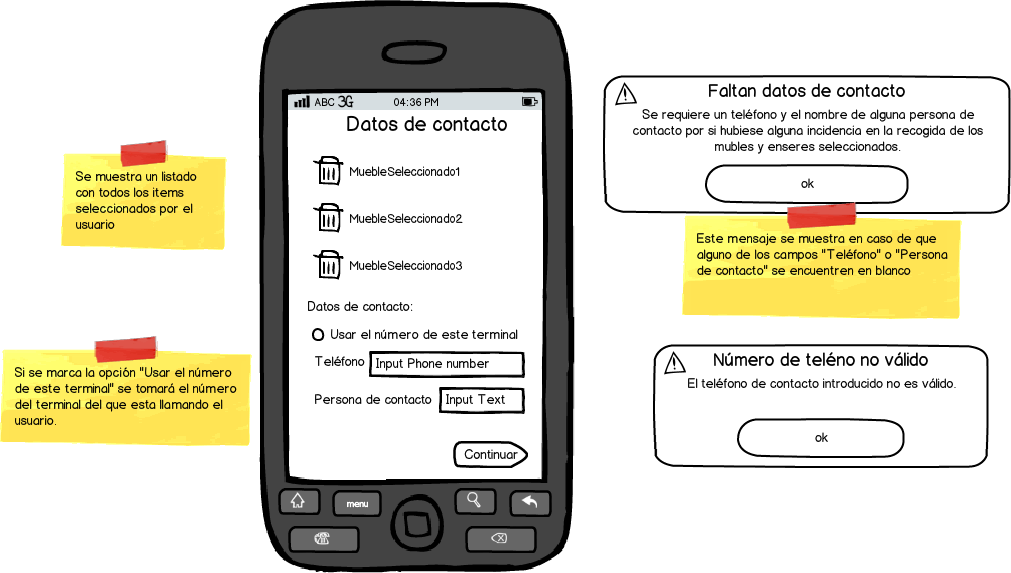 ABC 3G 04:36 PM
Datos de contacto
MuebleSeleccionado1
MuebleSeleccionado2
MuebleSeleccionado3
Datos de contacto:
Usar el número de este terminal
Teléfono Input Phone number
Persona de contacto Input Text
Continuar
menu
Se muestra un listado
con todos los items
seleccionados por el
usuario
Si se marca la opción "Usar el número
de este terminal" se tomará el número
del terminal del que esta llamando el
usuario.
Faltan datos de contacto
Se requiere un teléfono y el nombre de alguna persona de
contacto por si hubiese alguna incidencia en la recogida de los
mubles y enseres seleccionados.
ok
Este mensaje se muestra en caso de que
alguno de los campos "Teléfono" o "Persona
de contacto" se encuentren en blanco
Número de teléno no válido
El teléfono de contacto introducido no es válido.
ok